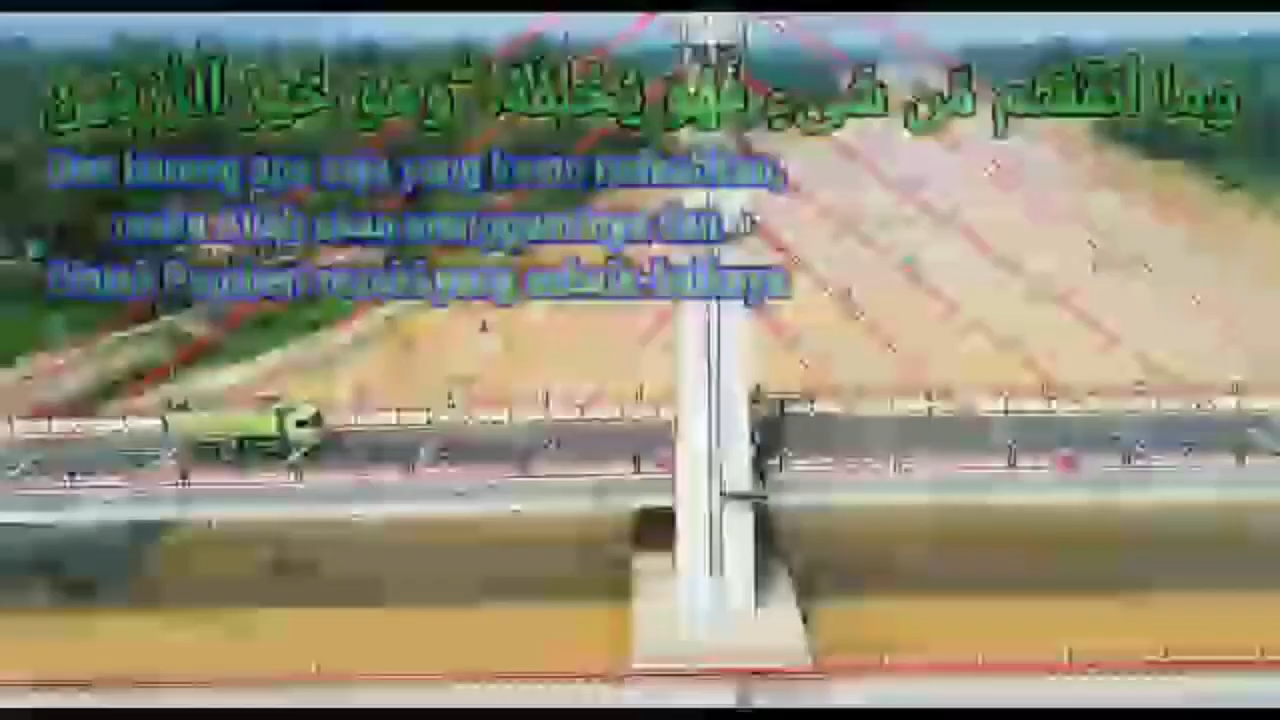 وما أنفقتم من شيء فهو يخلفه وهو خير الرازقين
Dan barang apa saja yang kamu nafkahkan,
maka Allah akan menggantinya dan
Dialah Pemberi rezeki yang sebaik-baiknya